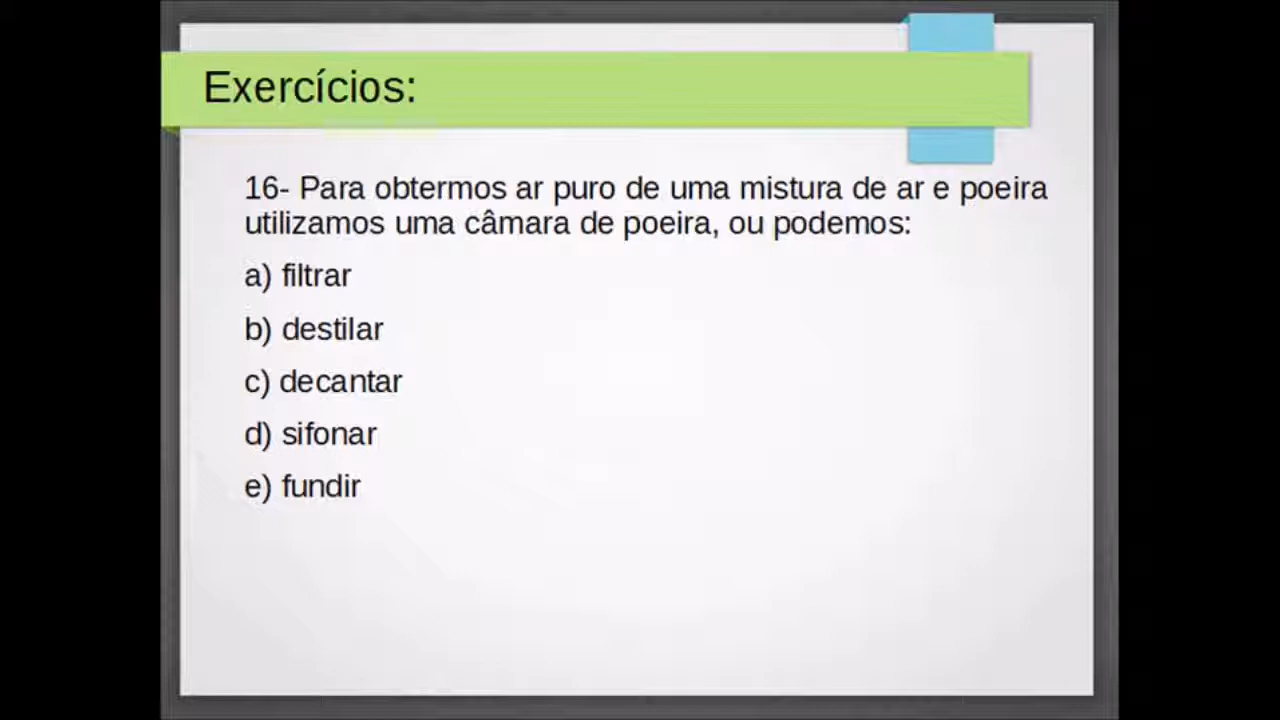 Exercícios:
16- Para obtermos ar puro de uma mistura de ar e poeira
utilizamos uma câmara de poeira, ou podemos:
a) filtrar
b) destilar
c) decantar
d) sifonar
e) fundir